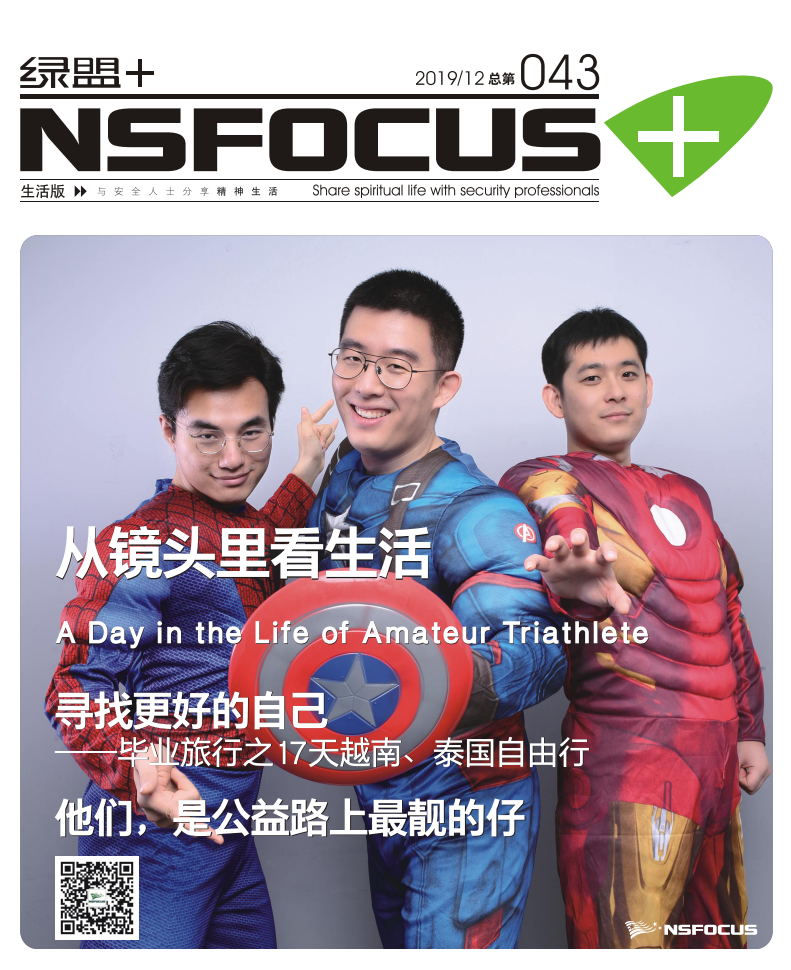 绿盟+
2019/12 总第043
NSFOCUS
生活版 与安全人士分享精神生活 Share spiritual life with security professionals
从镜头里看生活
A Day in the Life of Amateur Triathlete
寻找更好的自己
——毕业旅行之17天越南、泰国自由行
他们，是公益路上最靓的仔
NSFOCUS